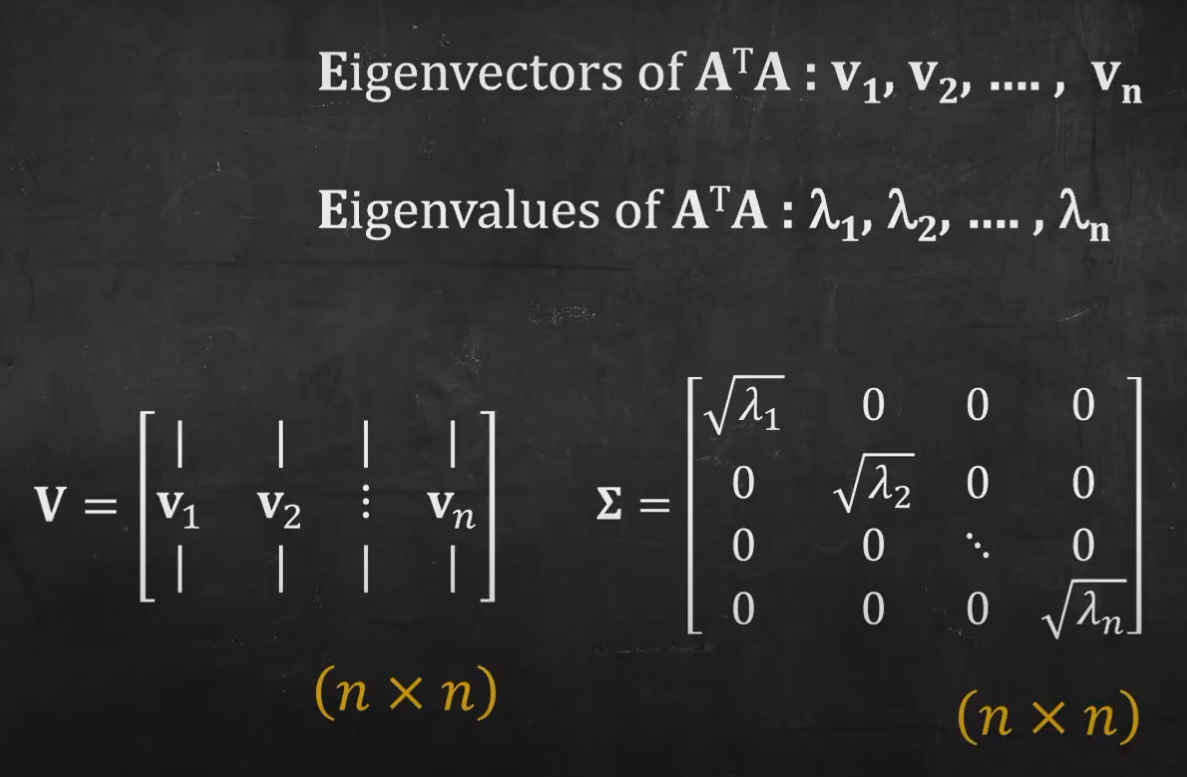 Eigenvectors of AᵀA : v₁, v₂, .... , vₙ
Eigenvalues of AᵀA : λ₁, λ₂, .... , λₙ
V = [ | | | | ; v₁ v₂ ⋮ vₙ ; | | | | ]
Σ = [ √λ₁ 0 0 0 ; 0 √λ₂ 0 0 ; 0 0 ⋱ 0 ; 0 0 0 √λₙ ]
(n × n)
(n × n)